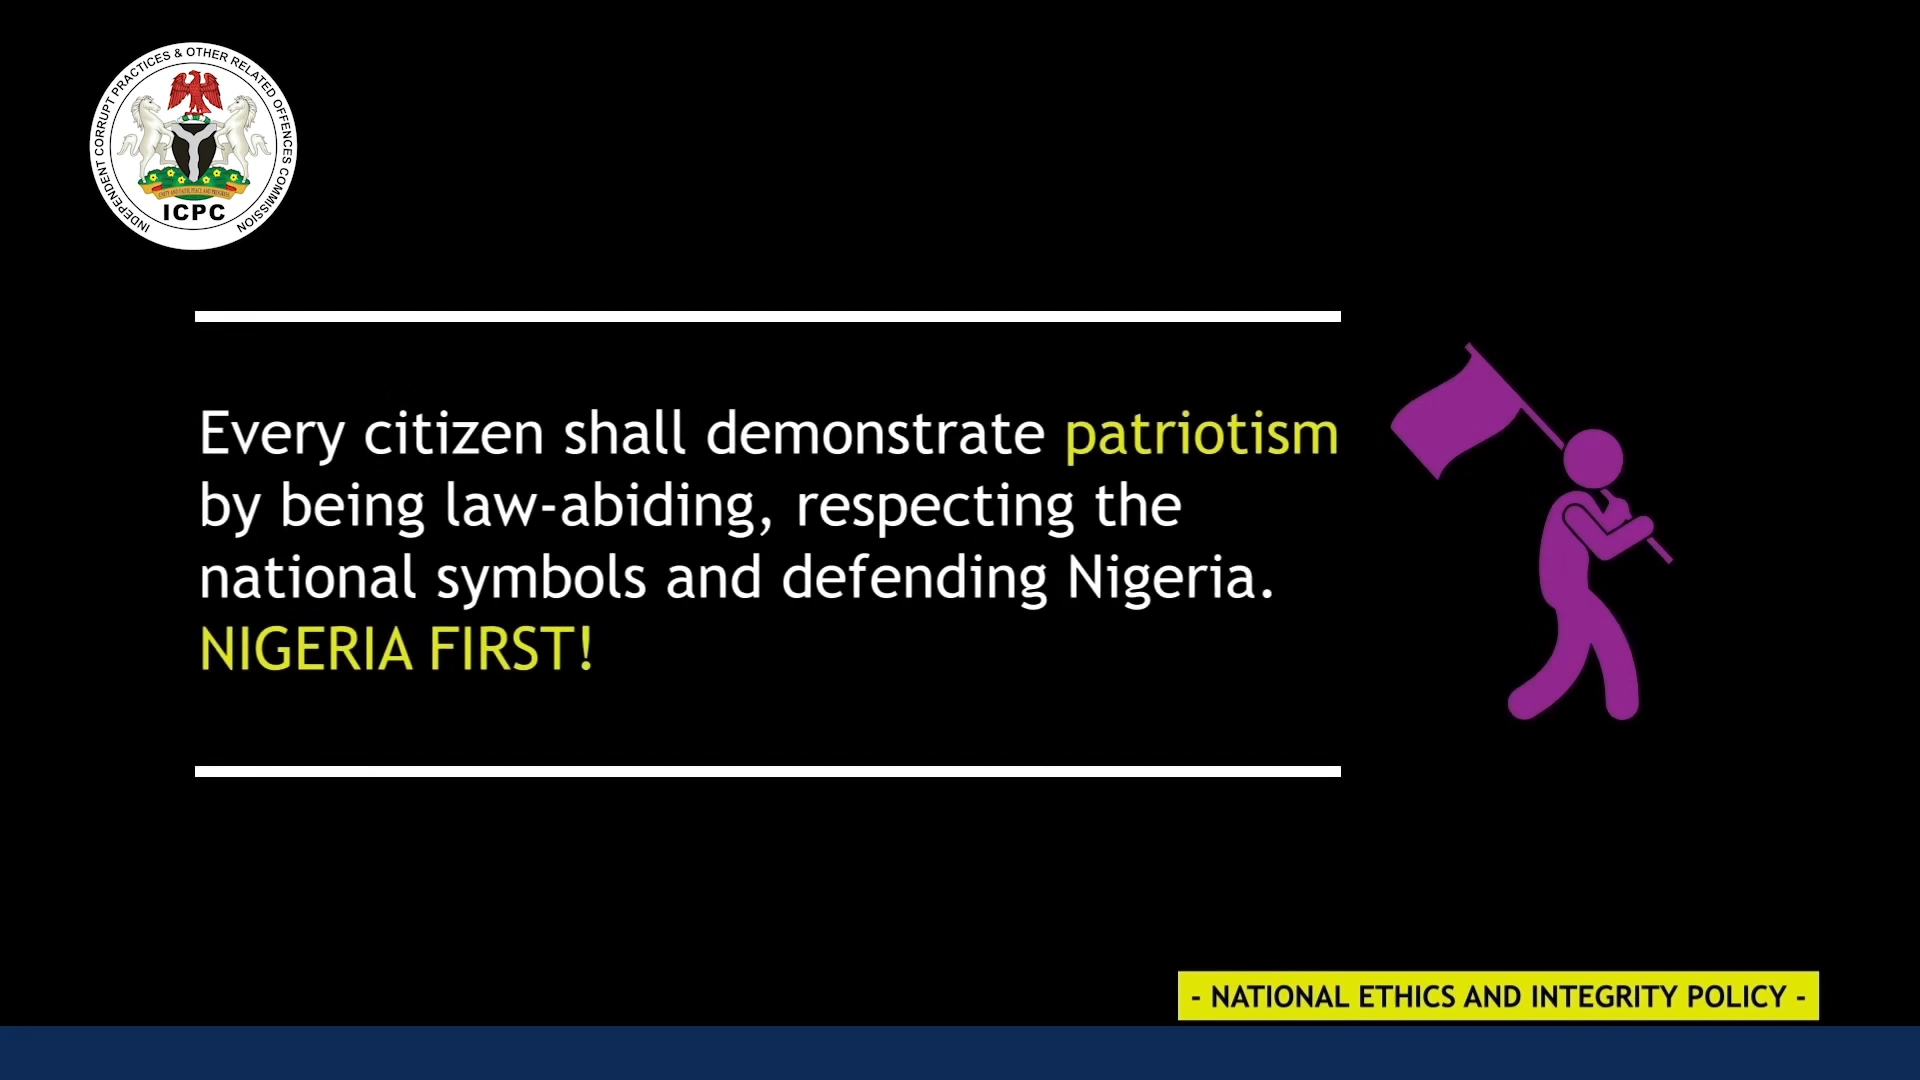 INDEPENDENT CORRUPT PRACTICES & OTHER RELATED OFFENCES COMMISSION
ICPC
Every citizen shall demonstrate patriotism
by being law-abiding, respecting the
national symbols and defending Nigeria.
NIGERIA FIRST!
- NATIONAL ETHICS AND INTEGRITY POLICY -